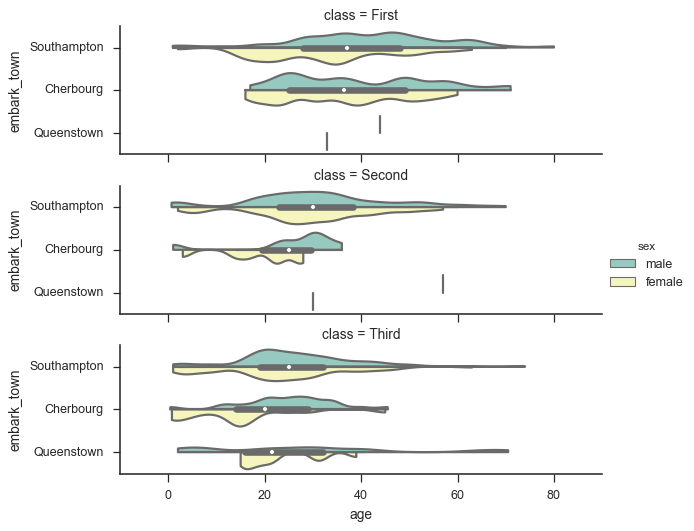 class = First
embark_town
Southampton
Cherbourg
Queenstown
class = Second
embark_town
Southampton
Cherbourg
Queenstown
sex
male
female
class = Third
embark_town
Southampton
Cherbourg
Queenstown
0 20 40 60 80
age